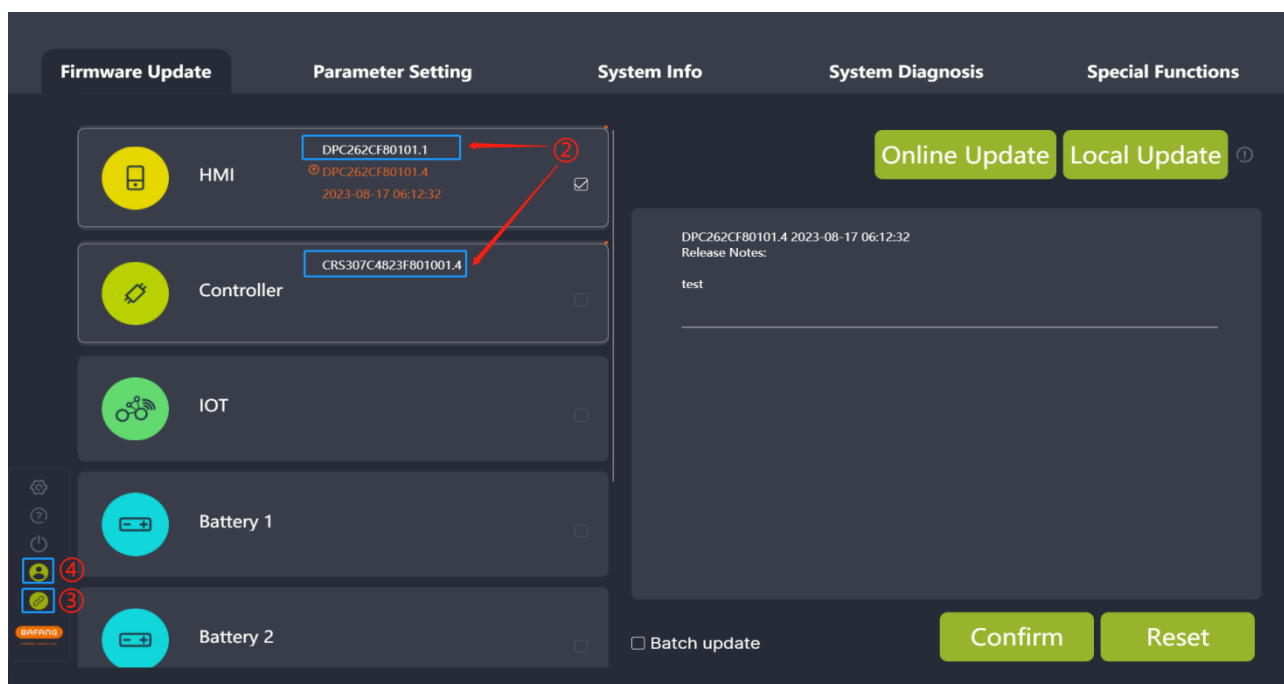 Firmware Update
Parameter Setting
System Info
System Diagnosis
Special Functions
HMI
DPC262CF80101.1
DPC262CF80101.4
2023-08-17 06:12:32
②
Online Update
Local Update
Controller
CRS307C4823F801001.4
DPC262CF80101.4 2023-08-17 06:12:32
Release Notes:
test
IOT
Battery 1
④
③
BAFANG
Battery 2
Batch update
Confirm
Reset